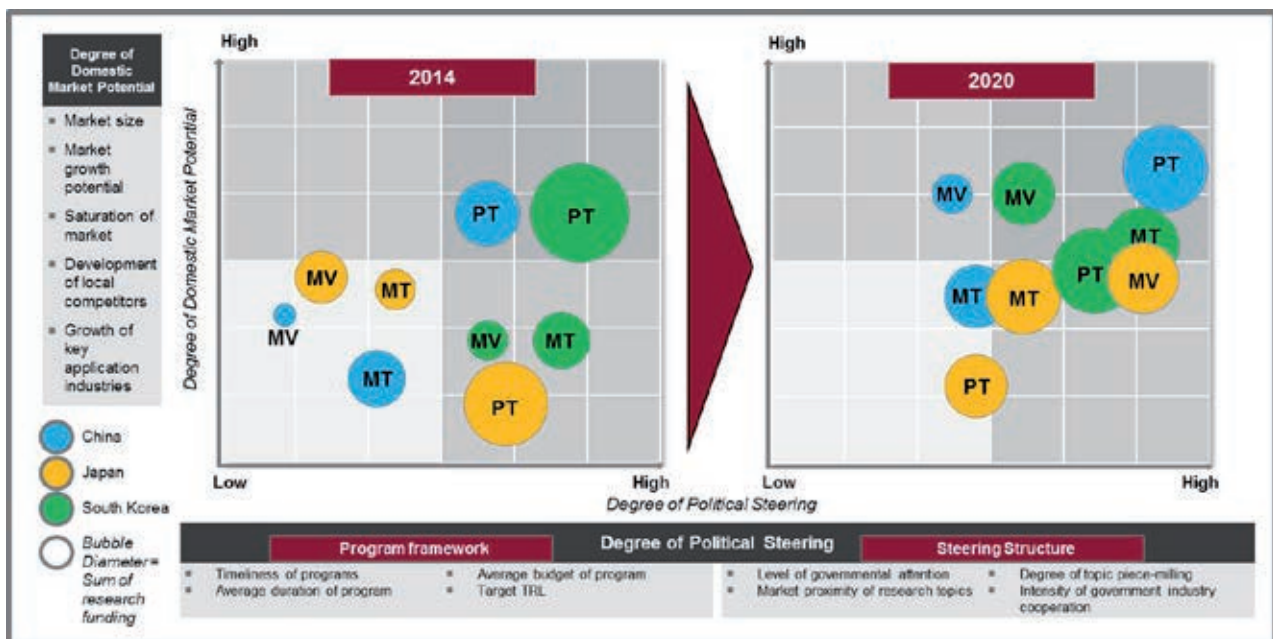 Degree of
Domestic
Market Potential
Market size
Market
growth
potential
Saturation of
market
Development
of local
competitors
Growth of
key
application
industries
China
Japan
South Korea
Bubble
Diameter=
Sum of
research
funding
High
2014
Degree of Domestic Market Potential
PT
PT
MV
MT
MV
MT
MV
MT
PT
Low
High
High
2020
Degree of Domestic Market Potential
PT
MV
MV
MT
PT
MV
MT
MT
PT
Low
High
Degree of Political Steering
Program framework
Degree of Political Steering
Steering Structure
Timeliness of programs
Average duration of program
Average budget of program
Target TRL
Level of governmental attention
Market proximity of research topics
Degree of topic piece-milling
Intensity of government industry
cooperation